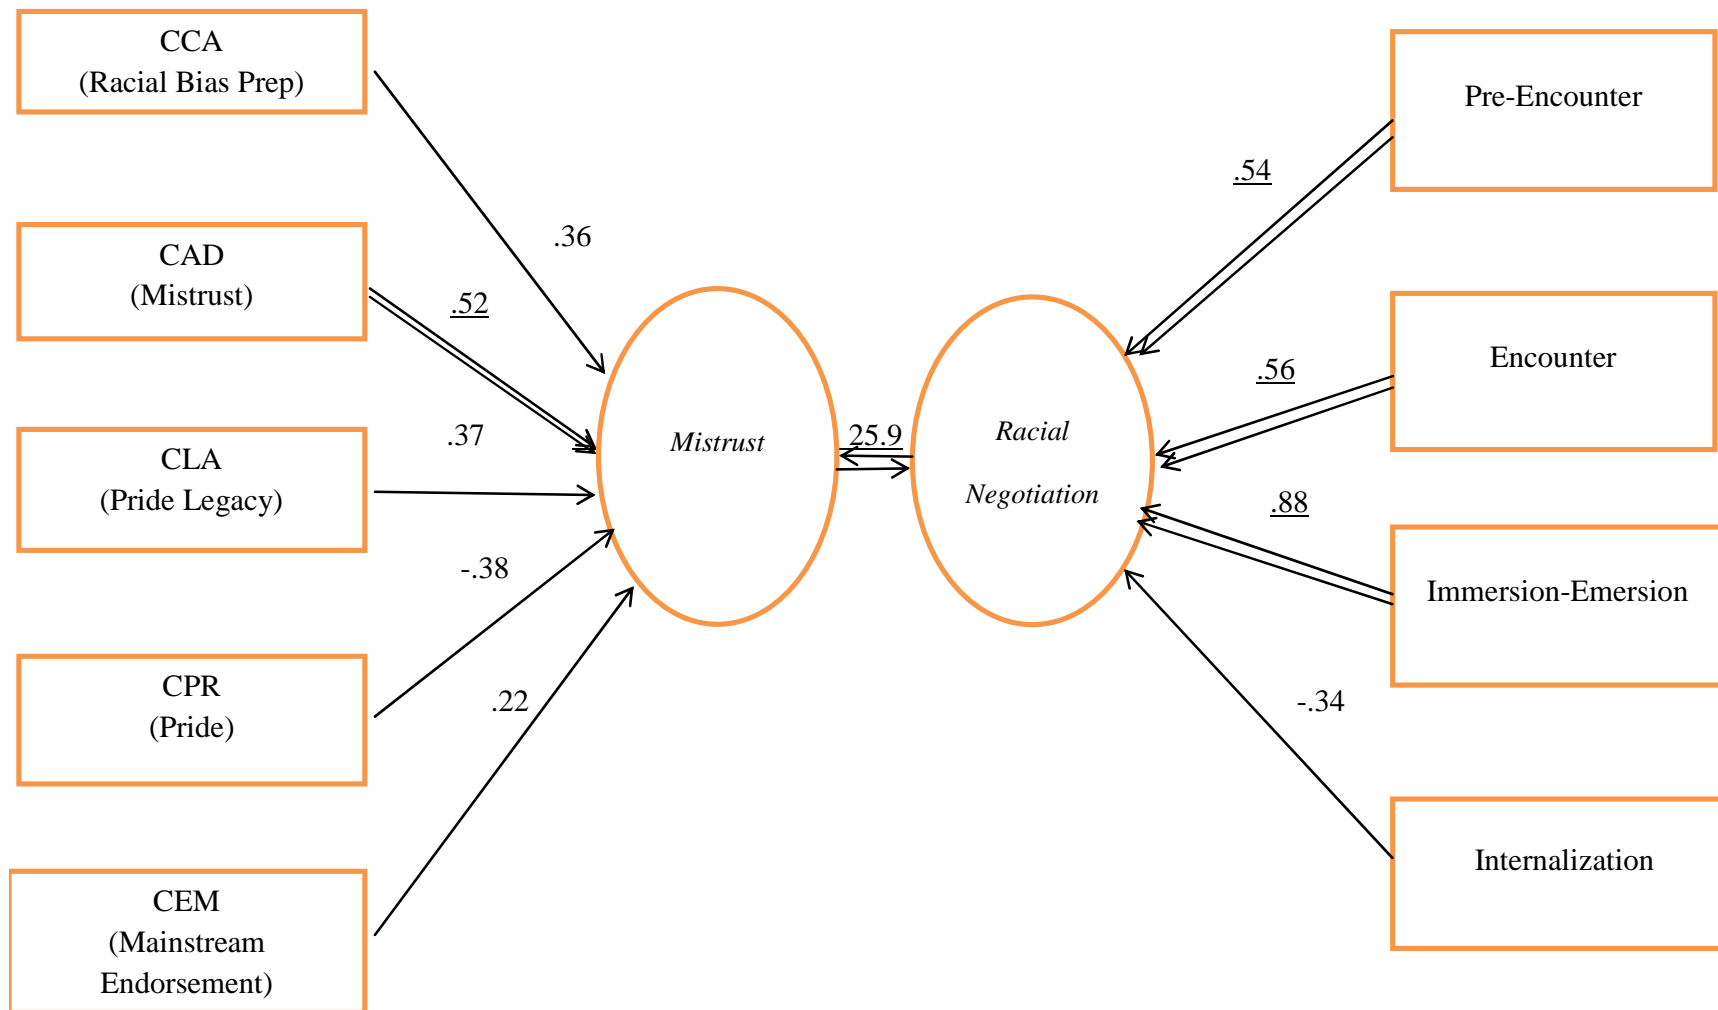 CCA
(Racial Bias Prep)
Pre-Encounter
.54
.36
CAD
(Mistrust)
.52
Encounter
.56
.37
CLA
(Pride Legacy)
Mistrust
25.9
Racial
Negotiation
.88
Immersion-Emersion
-.38
CPR
(Pride)
.22
-.34
Internalization
CEM
(Mainstream
Endorsement)